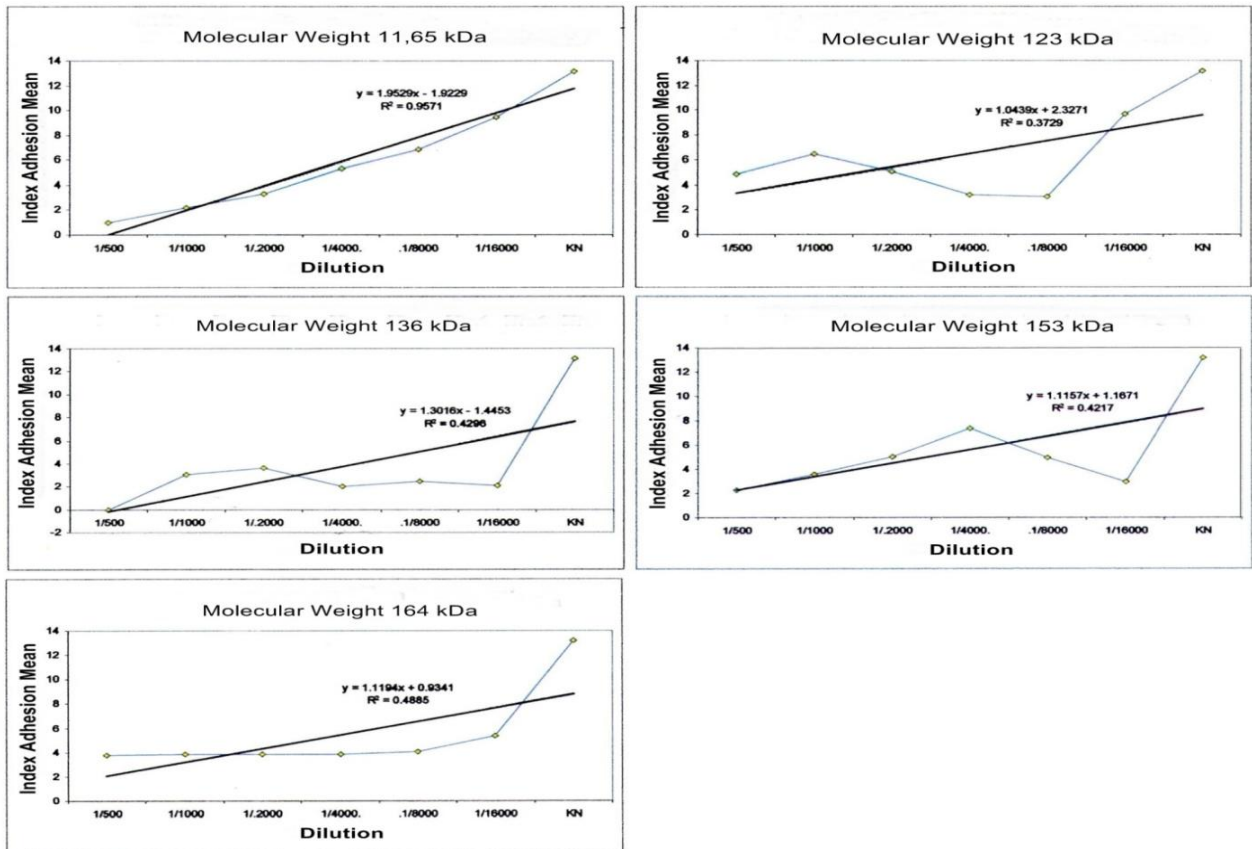 Molecular Weight 11,65 kDa
Index Adhesion Mean
14
12
10
8
6
4
2
0
y = 1.9529x - 1.9229
R² = 0.9571
1/500 1/1000 1/.2000 1/4000. .1/8000 1/16000 KN
Dilution
Molecular Weight 123 kDa
Index Adhesion Mean
14
12
10
8
6
4
2
0
y = 1.0439x + 2.3271
R² = 0.3729
1/500 1/1000 1/.2000 1/4000. .1/8000 1/16000 KN
Dilution
Molecular Weight 136 kDa
Index Adhesion Mean
14
12
10
8
6
4
2
0
-2
y = 1.3016x - 1.4453
R² = 0.4296
1/500 1/1000 1/.2000 1/4000. .1/8000 1/16000 KN
Dilution
Molecular Weight 153 kDa
Index Adhesion Mean
14
12
10
8
6
4
2
0
y = 1.1157x + 1.1671
R² = 0.4217
1/500 1/1000 1/.2000 1/4000. .1/8000 1/16000 KN
Dilution
Molecular Weight 164 kDa
Index Adhesion Mean
14
12
10
8
6
4
2
0
y = 1.1194x + 0.9341
R² = 0.4885
1/500 1/1000 1/.2000 1/4000. .1/8000 1/16000 KN
Dilution